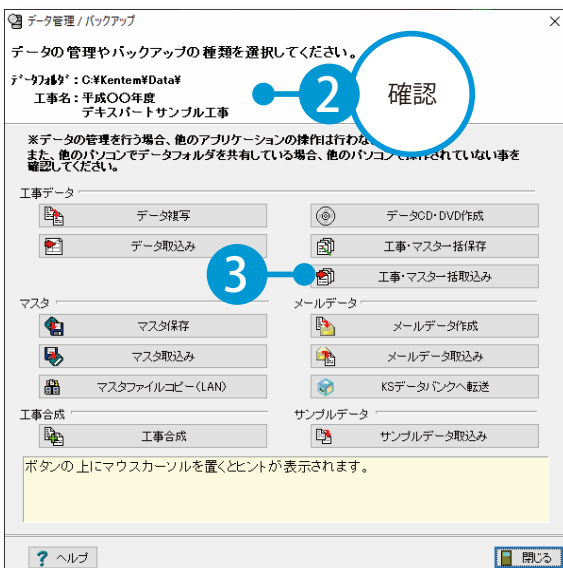 データ管理 / バックアップ
データの管理やバックアップの種類を選択してください。
ﾃﾞｰﾀﾌｫﾙﾀﾞ：C:¥Kentem¥Data¥
工事名：平成〇〇年度
デキスパートサンプル工事
2
確認
※データの管理を行う場合、他のアプリケーションの操作は行わな
また、他のパソコンでデータフォルダを共有している場合、他のパソコンで操作されていない事を
確認してください。
工事データ
データ複写
データCD・DVD作成
データ取込み
工事・マスター括保存
3
工事・マスター括取込み
マスタ
メールデータ
マスタ保存
メールデータ作成
マスタ取込み
メールデータ取込み
マスタファイルコピー(LAN)
KSデータバンクへ転送
工事合成
サンプルデータ
工事合成
サンプルデータ取込み
ボタンの上にマウスカーソルを置くとヒントが表示されます。
? ヘルプ
閉じる